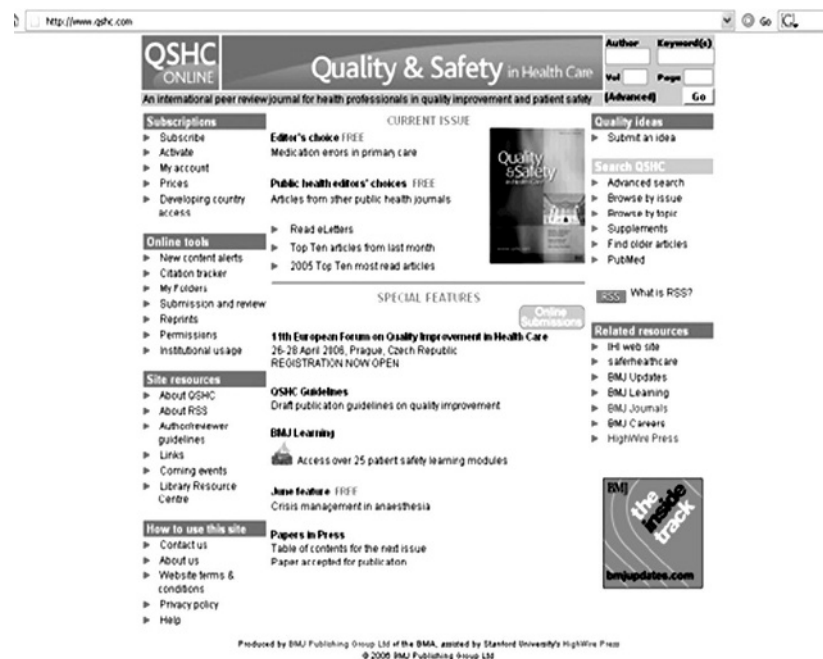 http://www.qshc.com
Go
QSHC
ONLINE
Quality & Safety in Health Care
Author
Keyword(s)
Vol
Page
(Advanced)
Go
An international peer review journal for health professionals in quality improvement and patient safety
Subscriptions
Subscribe
Activate
My account
Prices
Developing country
access
Online tools
New content alerts
Citation tracker
My Folders
Submission and review
Reprints
Permissions
Institutional usage
Site resources
About QSHC
About RSS
Author/reviewer
guidelines
Links
Coming events
Library Resource
Centre
How to use this site
Contact us
About us
Website terms &
conditions
Privacy policy
Help
CURRENT ISSUE
Editor's choice FREE
Medication errors in primary care
Public health editors' choices FREE
Articles from other public health journals
Read eLetters
Top Ten articles from last month
2005 Top Ten most read articles
Quality
& Safety
in Health Care
SPECIAL FEATURES
Online
Submissions
11th European Forum on Quality Improvement in Health Care
26-28 April 2006, Prague, Czech Republic
REGISTRATION NOW OPEN
QSHC Guidelines
Draft publication guidelines on quality improvement
BMJ Learning
Access over 25 patient safety learning modules
June feature FREE
Crisis management in anaesthesia
Papers in Press
Table of contents for the next issue
Paper accepted for publication
Quality ideas
Submit an idea
Search QSHC
Advanced search
Browse by issue
Browse by topic
Supplements
Find older articles
PubMed
RSS What is RSS?
Related resources
IHI web site
saferhealthcare
BMJ Updates
BMJ Learning
BMJ Journals
BMJ Careers
HighWire Press
BMJ
the
inside
track
bmjupdates.com
Produced by BMJ Publishing Group Ltd of the BMA, assisted by Stanford University's HighWire Press
© 2006 BMJ Publishing Group Ltd